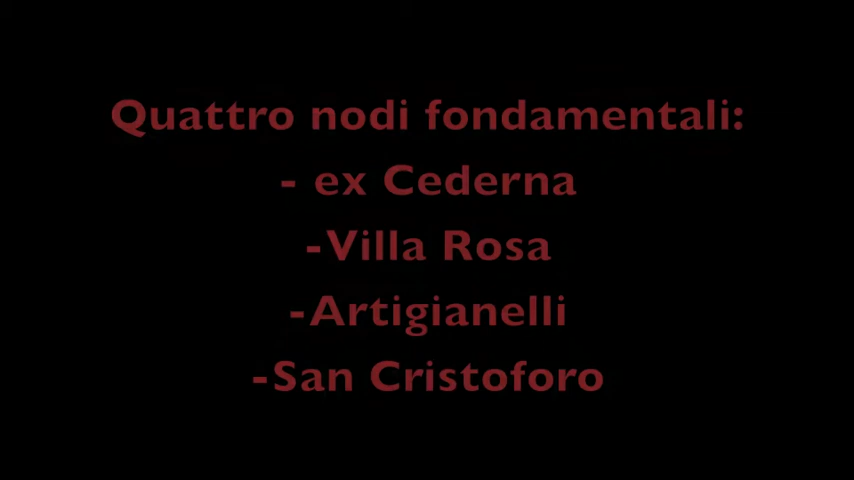 Quattro nodi fondamentali:
- ex Cederna
-Villa Rosa
-Artigianelli
-San Cristoforo